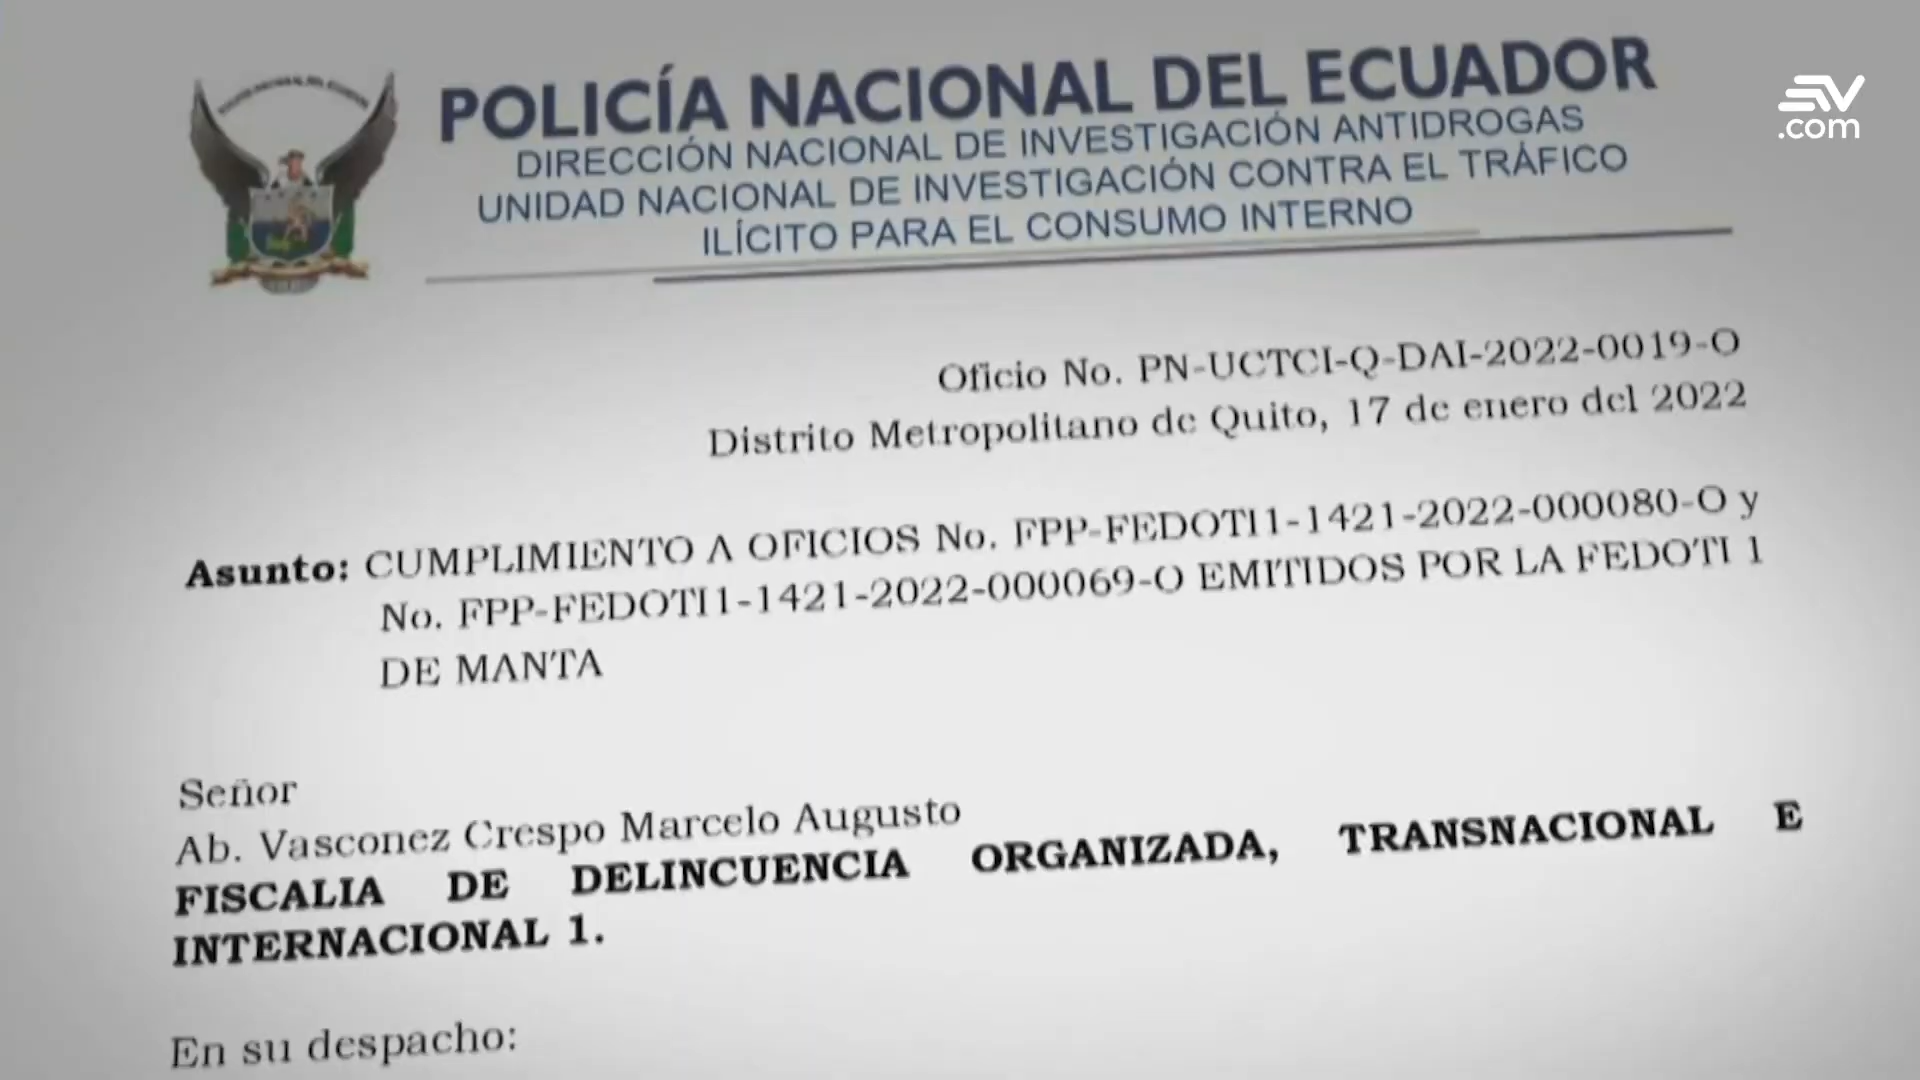 POLICÍA NACIONAL DEL ECUADOR
DIRECCIÓN NACIONAL DE INVESTIGACIÓN ANTIDROGAS
UNIDAD NACIONAL DE INVESTIGACIÓN CONTRA EL TRÁFICO
ILÍCITO PARA EL CONSUMO INTERNO
.com
Oficio No. PN-UCTCI-Q-DAI-2022-0019-O
Distrito Metropolitano de Quito, 17 de enero del 2022
Asunto: CUMPLIMIENTO A OFICIOS No. FPP-FEDOTI1-1421-2022-000080-O y
No. FPP-FEDOTI1-1421-2022-000069-O EMITIDOS POR LA FEDOTI 1
DE MANTA
Señor
Ab. Vasconez Crespo Marcelo Augusto
FISCALIA DE DELINCUENCIA ORGANIZADA, TRANSNACIONAL E
INTERNACIONAL 1.
En su despacho: